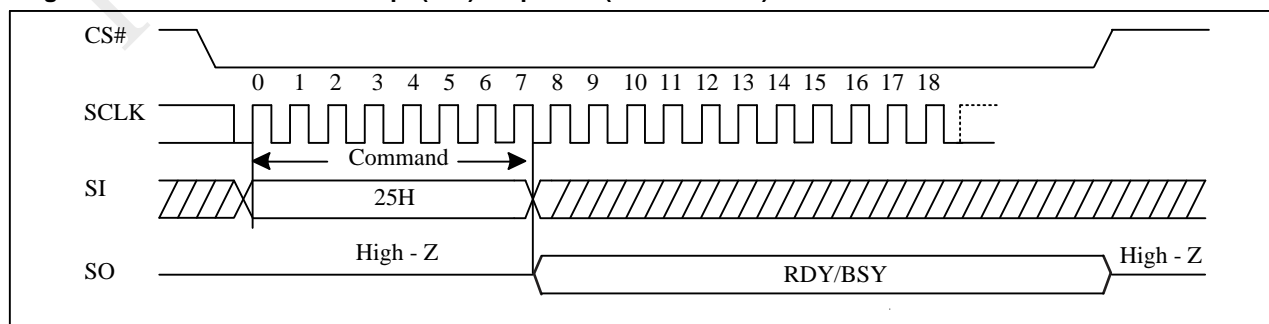 CS#
0 1 2 3 4 5 6 7 8 9 10 11 12 13 14 15 16 17 18
SCLK
Command
SI
25H
High - Z
High - Z
SO
RDY/BSY